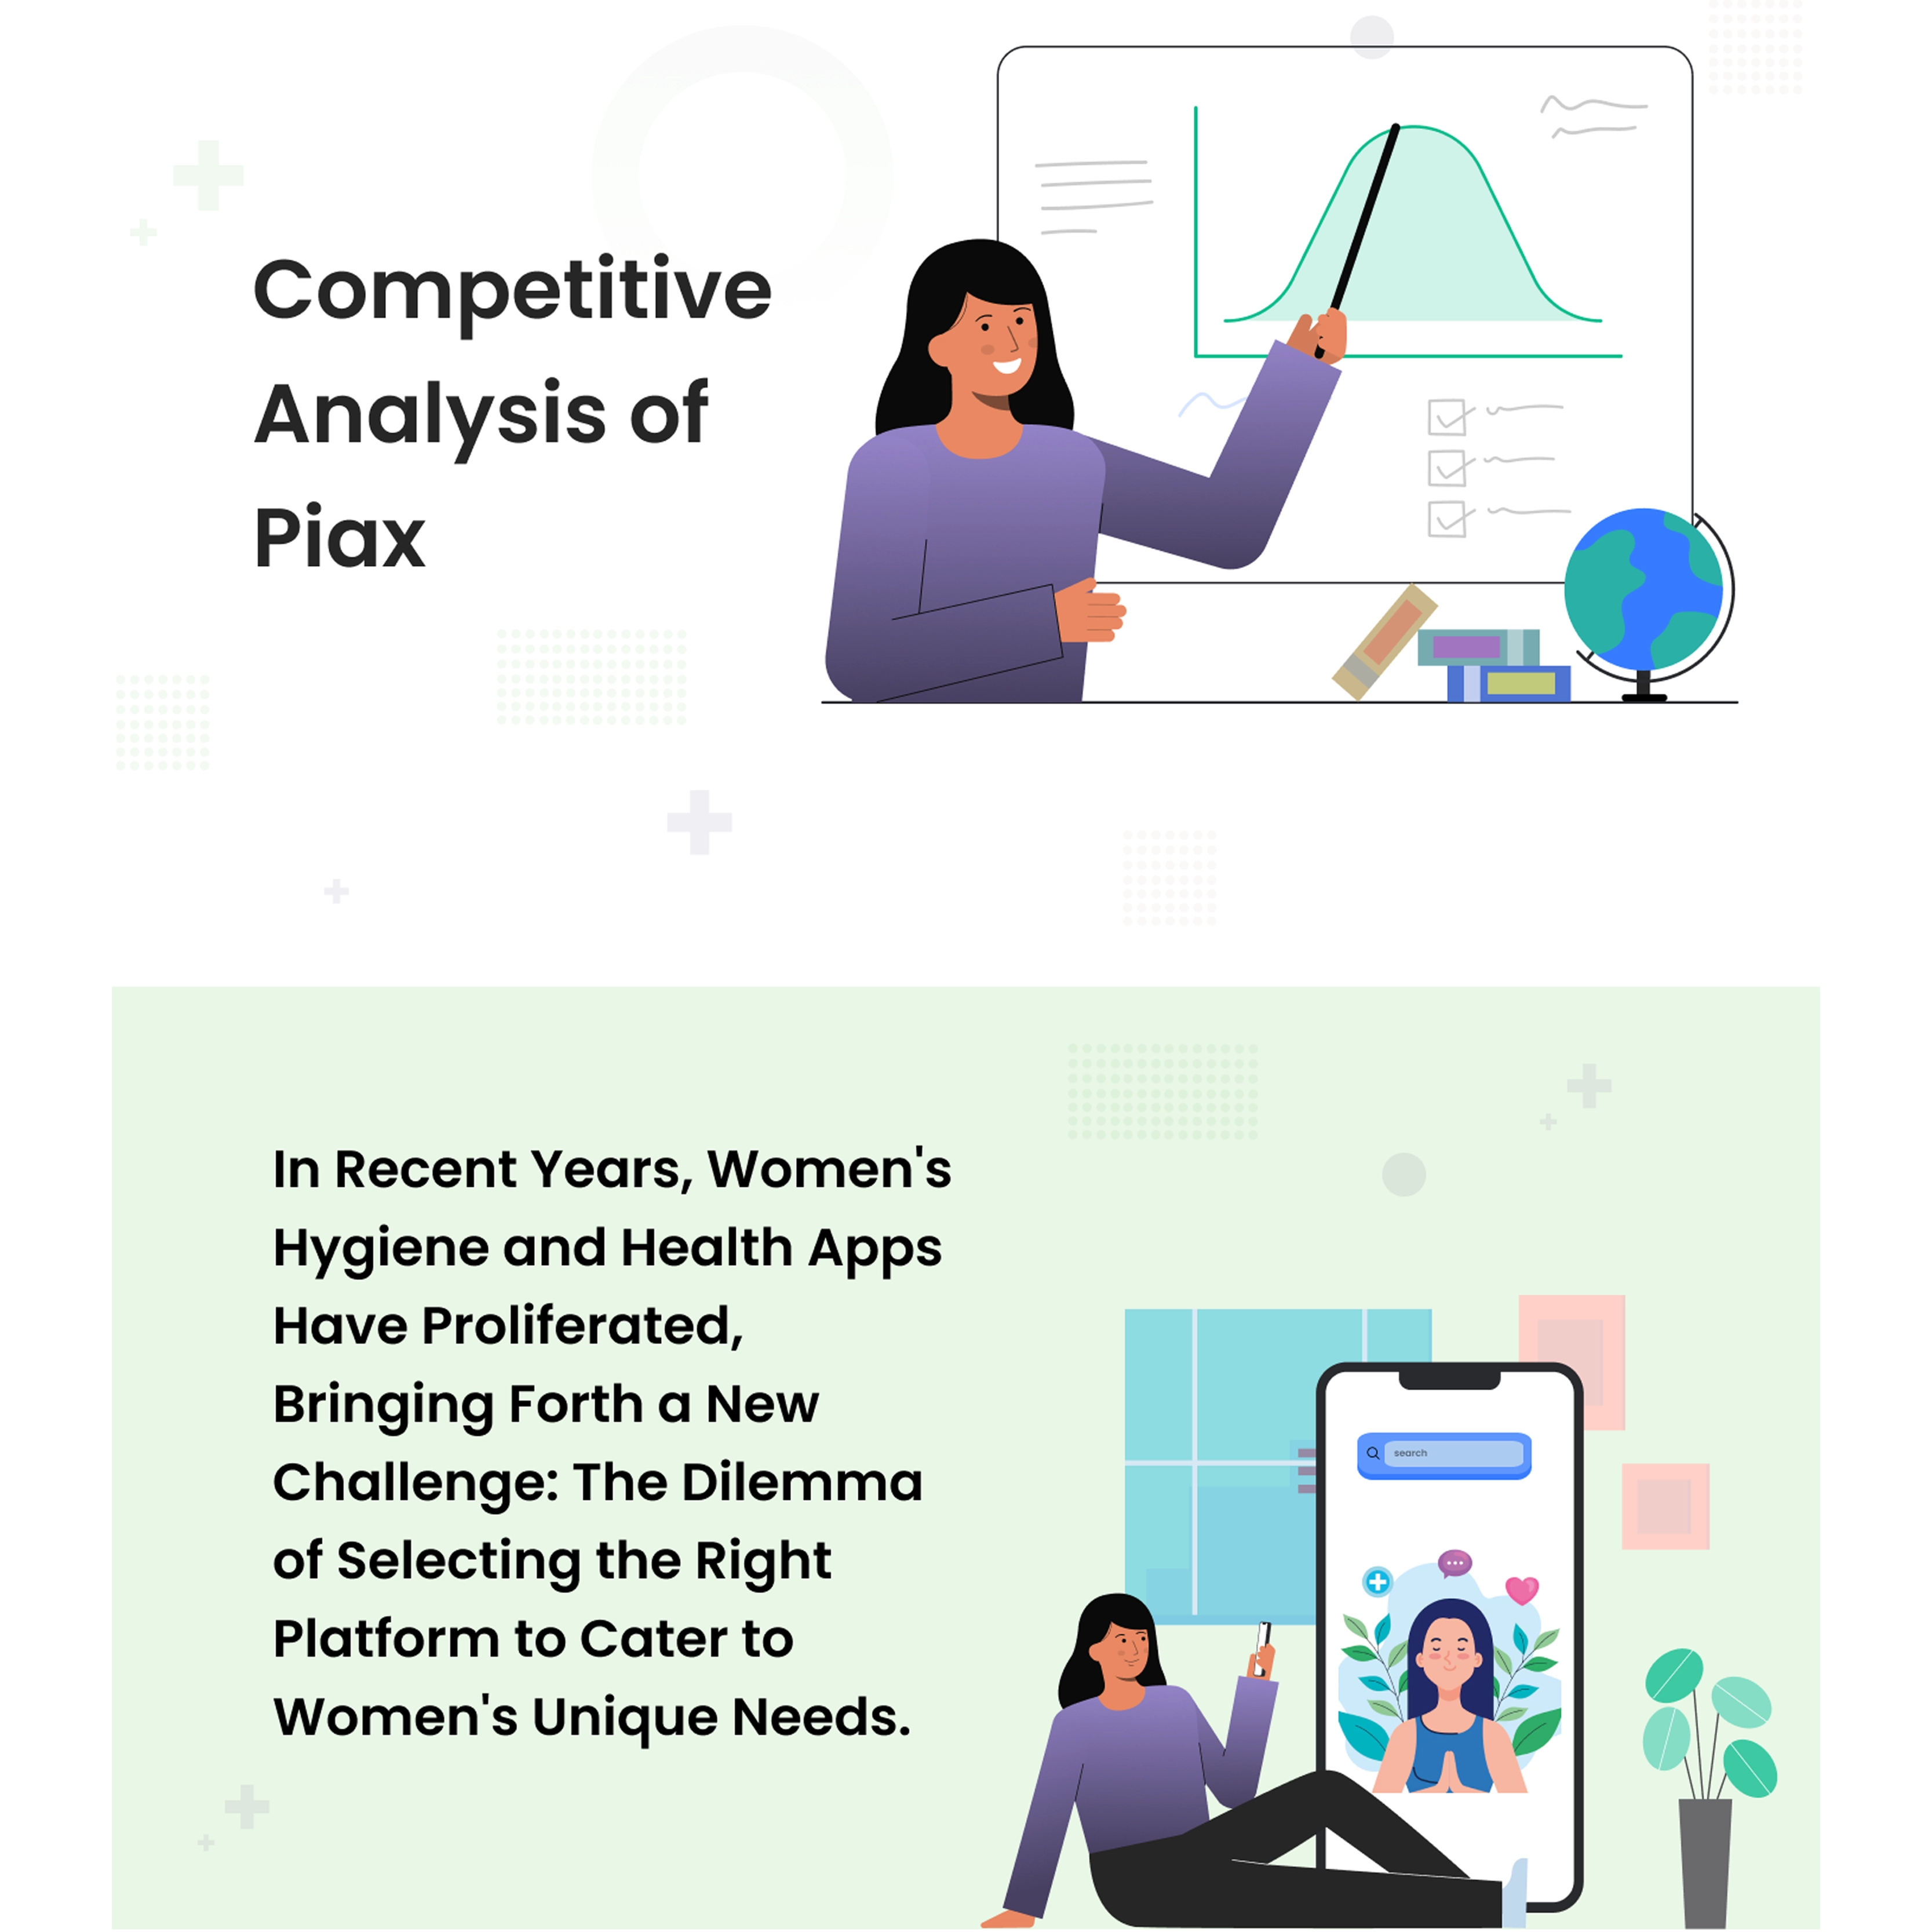 Competitive
Analysis of
Piax
In Recent Years, Women's
Hygiene and Health Apps
Have Proliferated,
Bringing Forth a New
Challenge: The Dilemma
of Selecting the Right
Platform to Cater to
Women's Unique Needs.
search